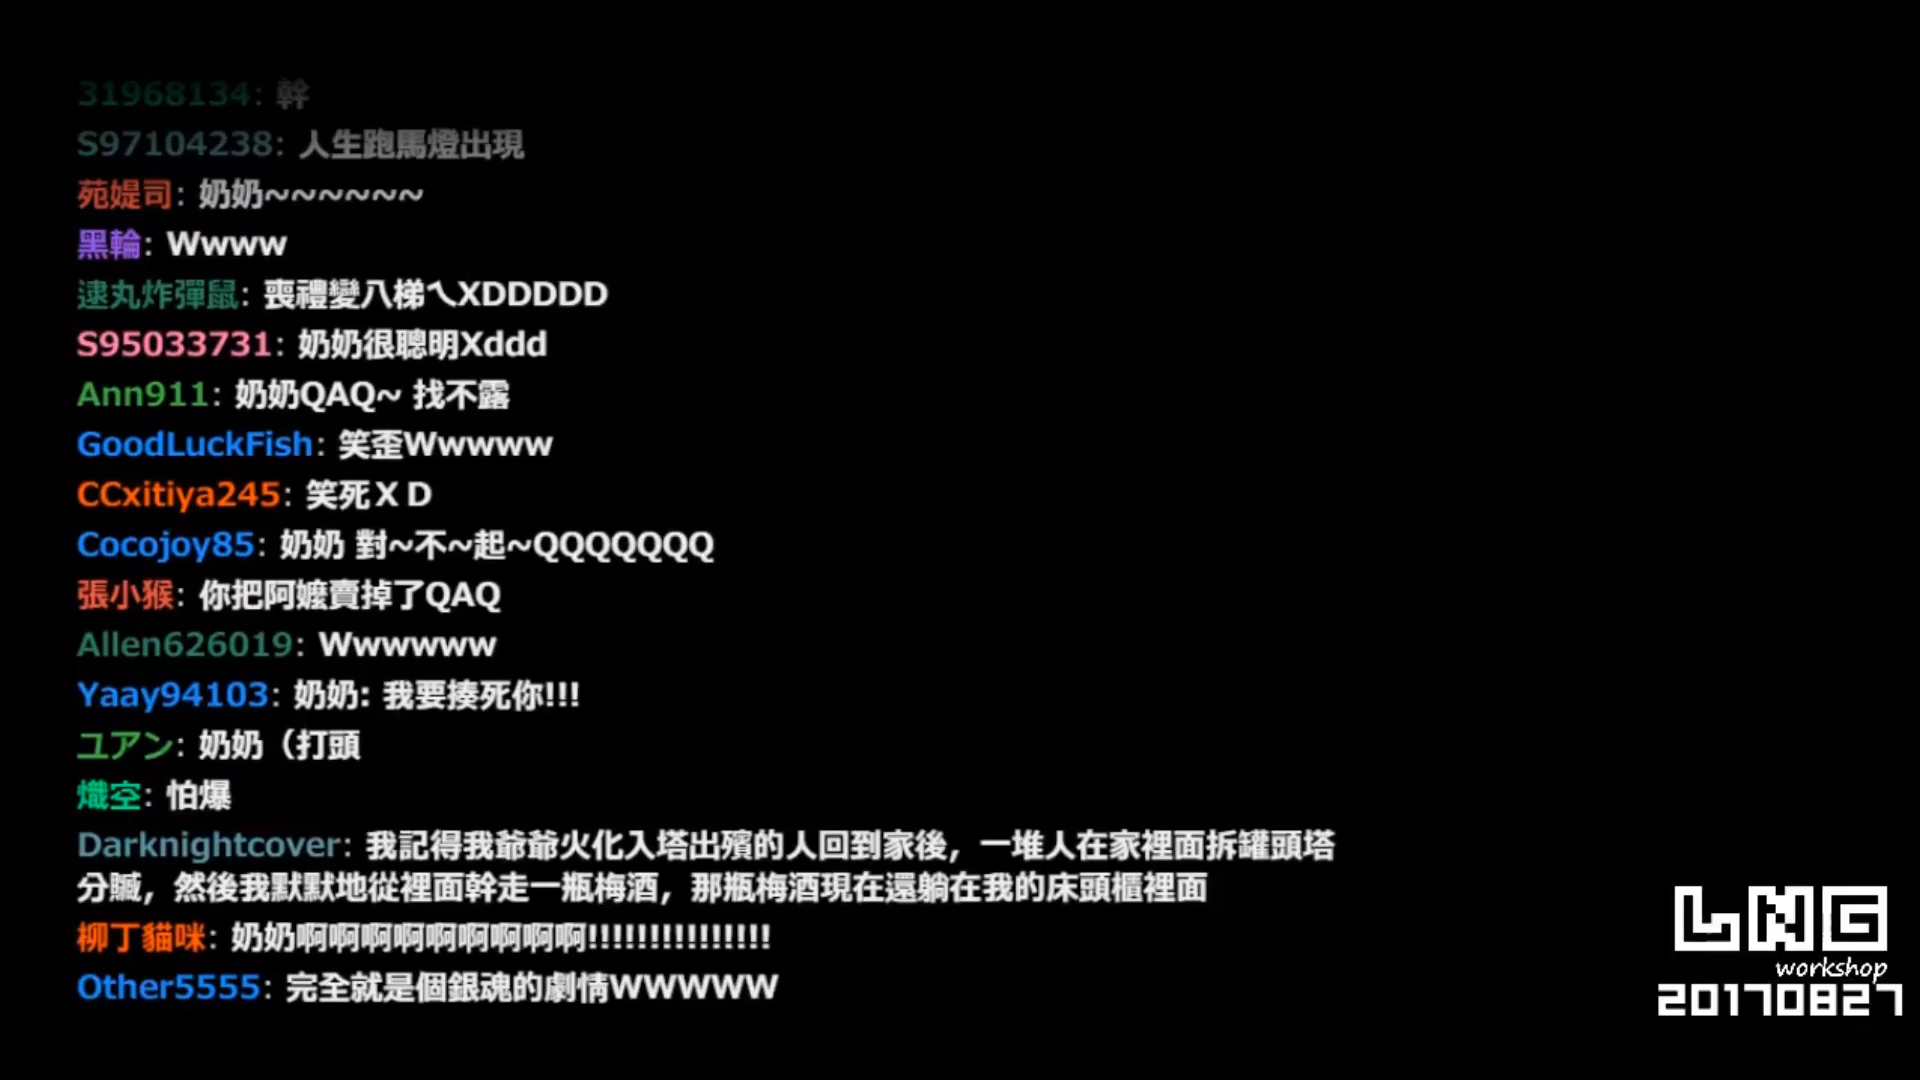 31968134: 幹
S97104238: 人生跑馬燈出現
苑媞司: 奶奶~~~~~~
黑輪: Wwww
逮丸炸彈鼠: 喪禮變八梯ㄟXDDDDD
S95033731: 奶奶很聰明Xddd
Ann911: 奶奶QAQ~ 找不露
GoodLuckFish: 笑歪Wwwww
CCxitiya245: 笑死ＸＤ
Cocojoy85: 奶奶 對~不~起~QQQQQQQ
張小猴: 你把阿嬤賣掉了QAQ
Allen626019: Wwwwww
Yaay94103: 奶奶: 我要揍死你!!!
ユアン: 奶奶（打頭
熾空: 怕爆
Darknightcover: 我記得我爺爺火化入塔出殯的人回到家後，一堆人在家裡面拆罐頭塔
分贓，然後我默默地從裡面幹走一瓶梅酒，那瓶梅酒現在還躺在我的床頭櫃裡面
柳丁貓咪: 奶奶啊啊啊啊啊啊啊啊啊!!!!!!!!!!!!!!!
Other5555: 完全就是個銀魂的劇情WWWWW
LNG
workshop
20170827